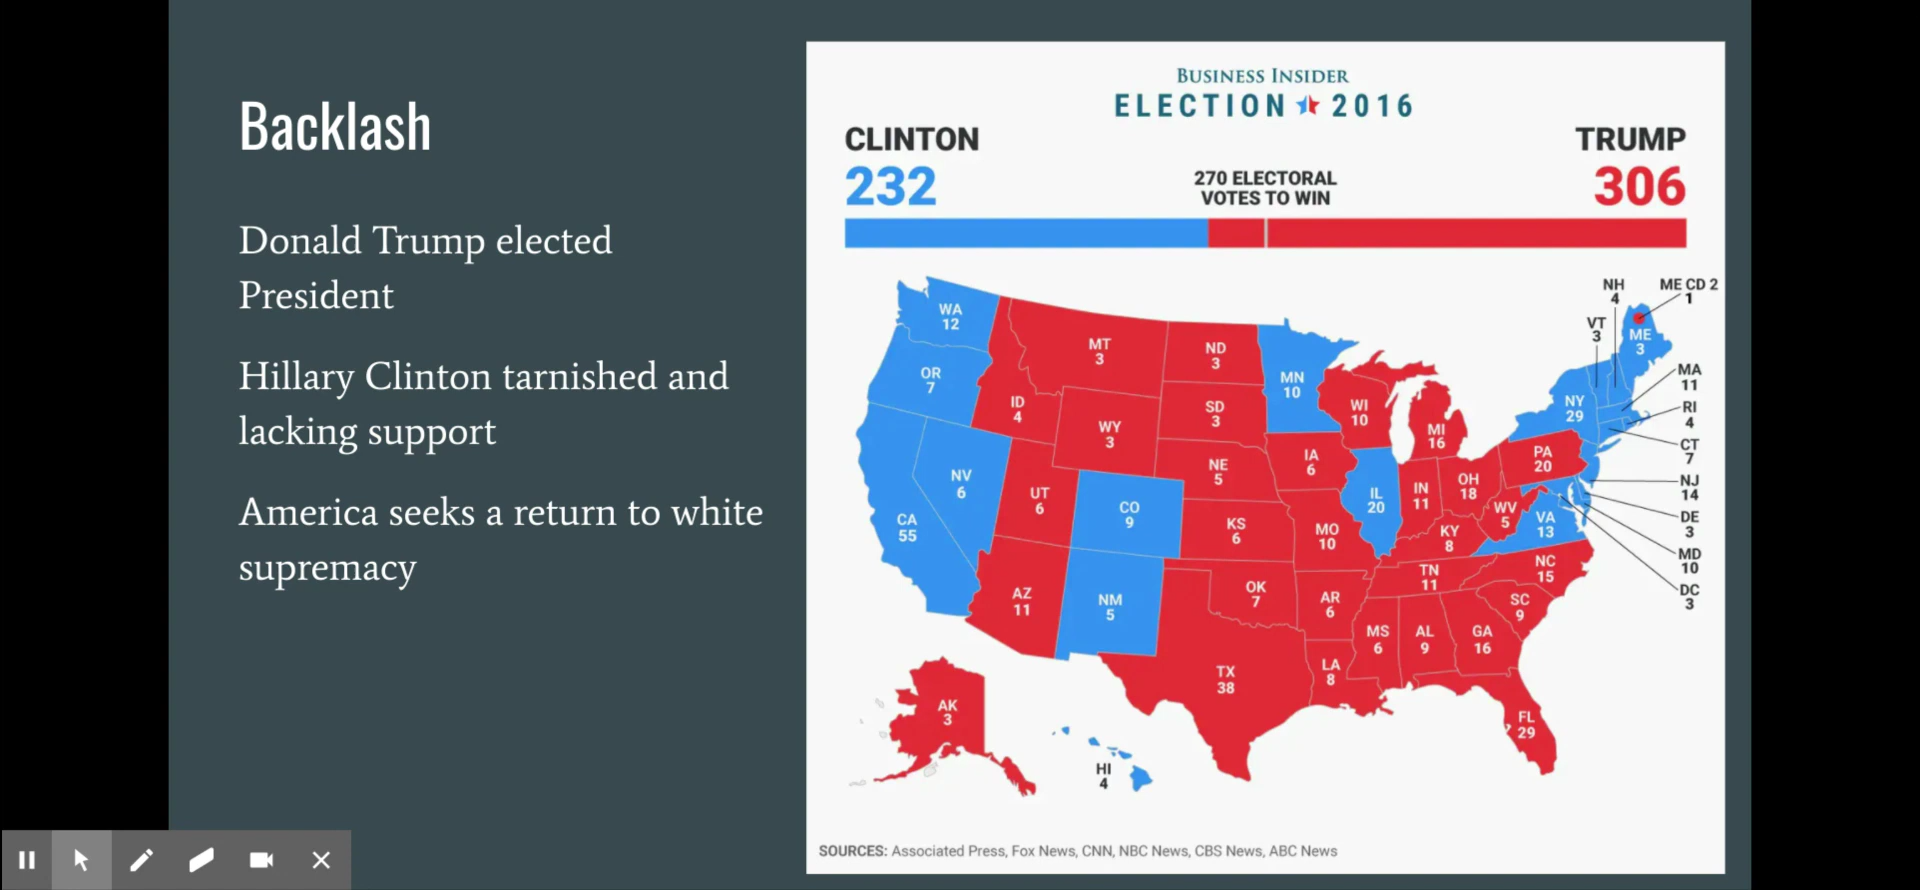 Backlash
Donald Trump elected
President
Hillary Clinton tarnished and
lacking support
America seeks a return to white
supremacy
BUSINESS INSIDER
ELECTION 2016
CLINTON
232
270 ELECTORAL
VOTES TO WIN
TRUMP
306
WA
12
OR
7
CA
55
NV
6
ID
4
MT
3
WY
3
UT
6
AZ
11
CO
9
NM
5
ND
3
SD
3
NE
5
KS
6
OK
7
TX
38
MN
10
IA
6
MO
10
AR
6
LA
8
WI
10
IL
20
MI
16
IN
11
OH
18
KY
8
TN
11
MS
6
AL
9
GA
16
FL
29
SC
9
NC
15
VA
13
WV
5
PA
20
NY
29
VT
3
NH
4
ME CD 2
1
ME
3
MA
11
RI
4
CT
7
NJ
14
DE
3
MD
10
DC
3
AK
3
HI
4
SOURCES: Associated Press, Fox News, CNN, NBC News, CBS News, ABC News